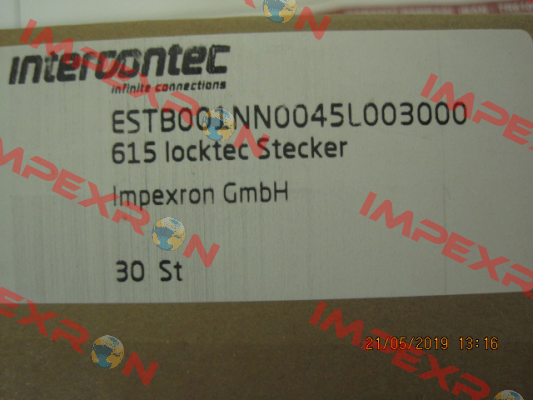 intercontec
infinite connections
ESTB001NN0045L003000
615 locktec Stecker
Impexron GmbH
30 St
21/05/2019 13:16
IMPEXRON
IMPEXRON
IMPEXRON
IMPEXRON
IMPEXRON